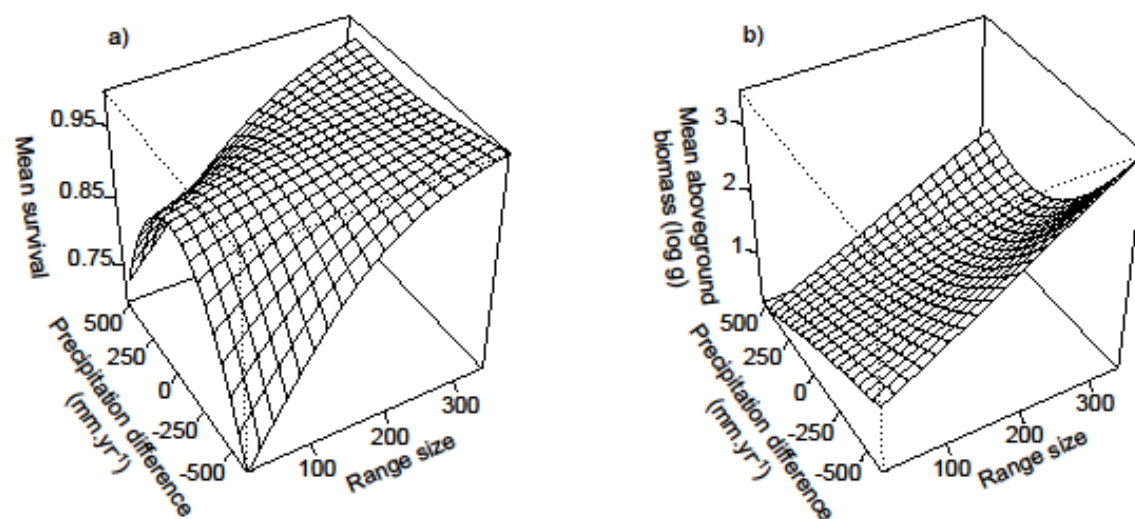 a)
Mean survival
0.95
0.85
0.75
500
250
0
-250
-500
Precipitation difference
(mm.yr⁻¹)
100
200
300
Range size
b)
Mean aboveground
biomass (log g)
3
2
1
500
250
0
-250
-500
Precipitation difference
(mm.yr⁻¹)
100
200
300
Range size